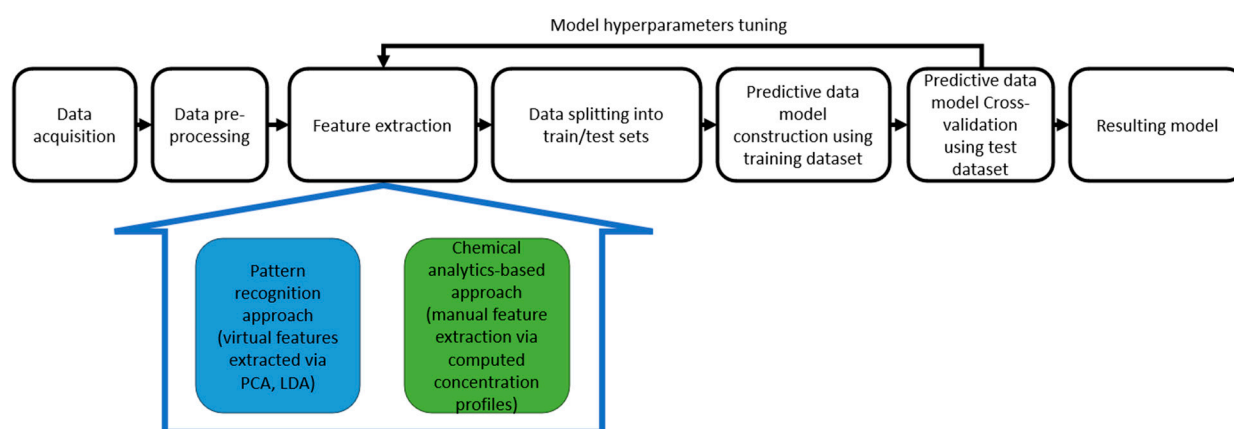 Model hyperparameters tuning
Data
acquisition
Data pre-
processing
Feature extraction
Data splitting into
train/test sets
Predictive data
model
construction using
training dataset
Predictive data
model Cross-
validation
using test
dataset
Resulting model
Pattern
recognition
approach
(virtual features
extracted via
PCA, LDA)
Chemical
analytics-based
approach
(manual feature
extraction via
computed
concentration
profiles)